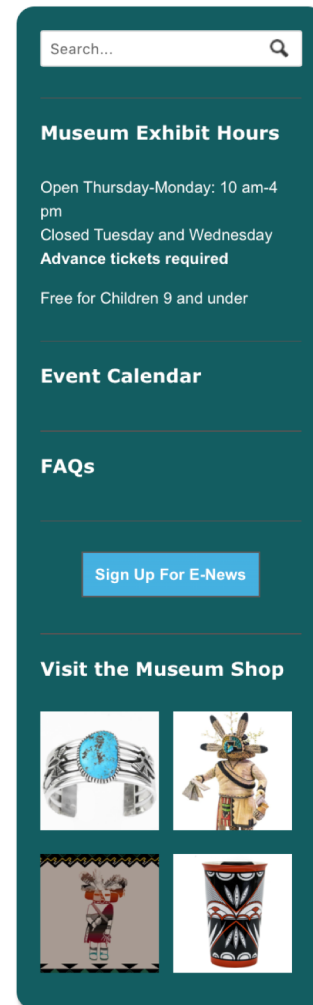 Search...
Museum Exhibit Hours
Open Thursday-Monday: 10 am-4
pm
Closed Tuesday and Wednesday
Advance tickets required
Free for Children 9 and under
Event Calendar
FAQs
Sign Up For E-News
Visit the Museum Shop